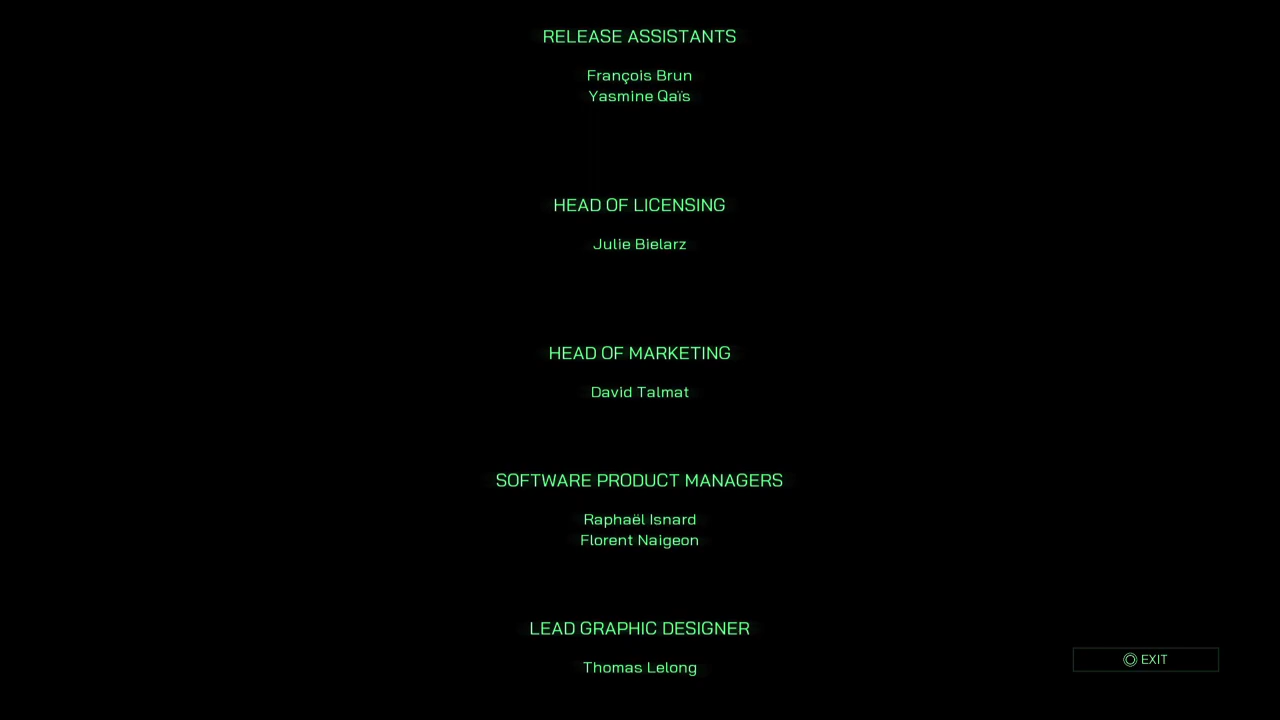 RELEASE ASSISTANTS
François Brun
Yasmine Qaïs
HEAD OF LICENSING
Julie Bielarz
HEAD OF MARKETING
David Talmat
SOFTWARE PRODUCT MANAGERS
Raphaël Isnard
Florent Naigeon
LEAD GRAPHIC DESIGNER
Thomas Lelong
EXIT